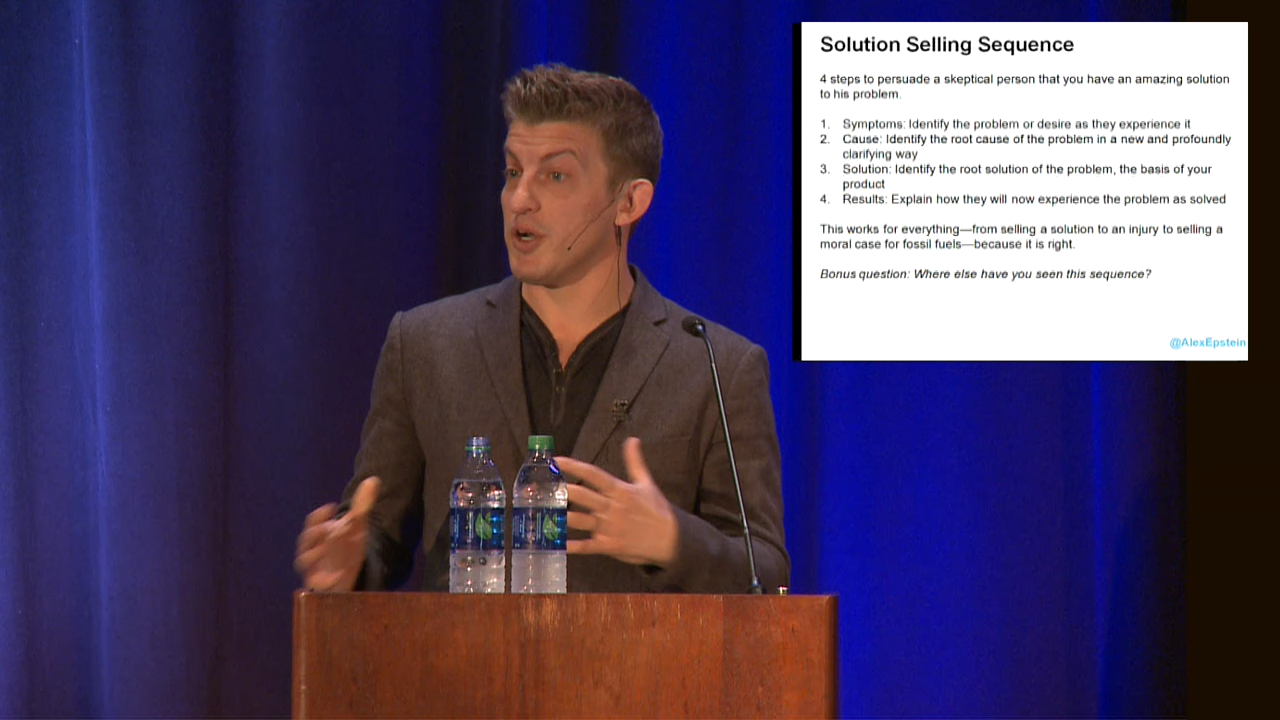 Solution Selling Sequence
4 steps to persuade a skeptical person that you have an amazing solution
to his problem.
1. Symptoms: Identify the problem or desire as they experience it
2. Cause: Identify the root cause of the problem in a new and profoundly
clarifying way
3. Solution: Identify the root solution of the problem, the basis of your
product
4. Results: Explain how they will now experience the problem as solved
This works for everything—from selling a solution to an injury to selling a
moral case for fossil fuels—because it is right.
Bonus question: Where else have you seen this sequence?
@AlexEpstein